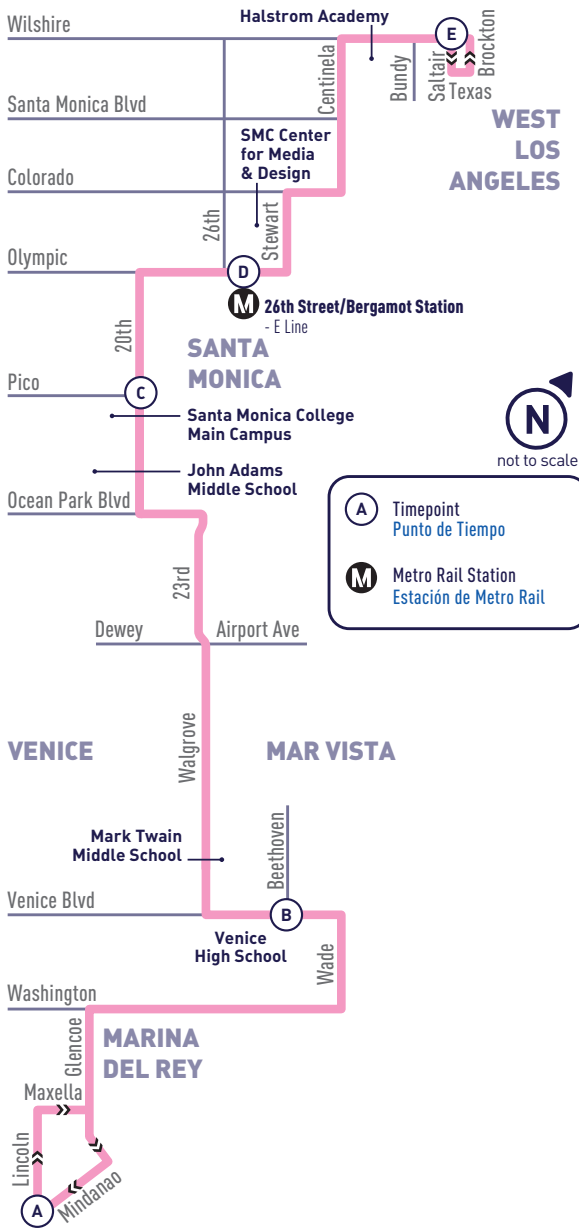 Wilshire
Halstrom Academy
E
Centinela
Bundy
Saltair
Brockton
Texas
Santa Monica Blvd
WEST
LOS
ANGELES
SMC Center
for Media
& Design
Colorado
26th
Stewart
Olympic
D
M
26th Street/Bergamot Station
- E Line
20th
SANTA
MONICA
Pico
C
Santa Monica College
Main Campus
N
not to scale
John Adams
Middle School
Ocean Park Blvd
A
Timepoint
Punto de Tiempo
M
Metro Rail Station
Estación de Metro Rail
23rd
Dewey
Airport Ave
Walgrove
VENICE
MAR VISTA
Mark Twain
Middle School
Beethoven
Venice Blvd
B
Venice
High School
Wade
Washington
Glencoe
MARINA
DEL REY
Maxella
Lincoln
Mindanao
A